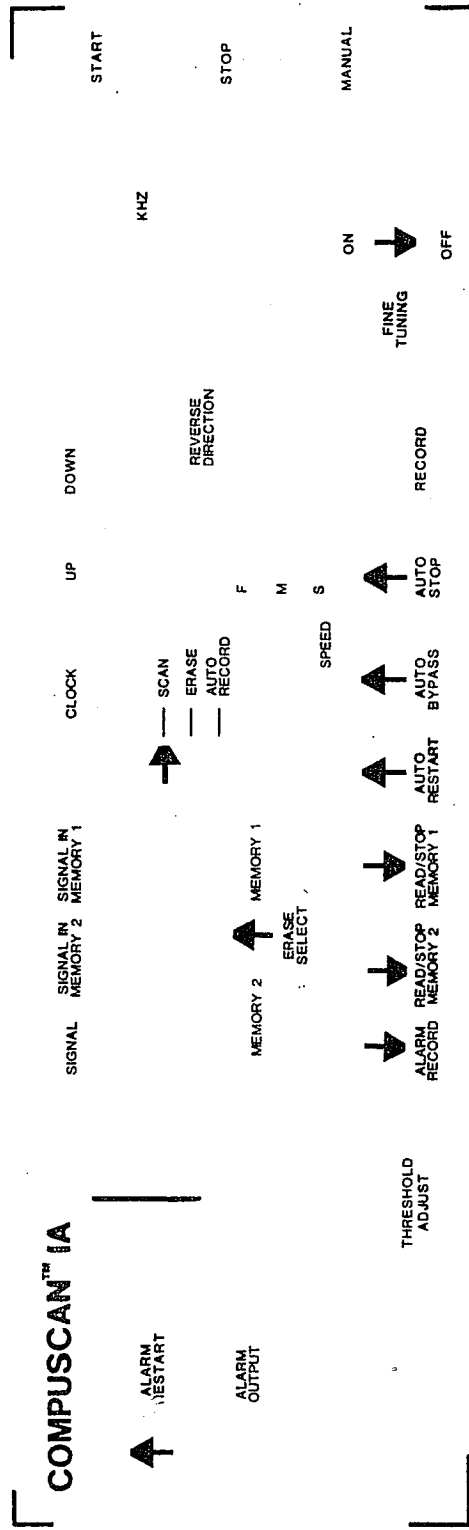 COMPUSCAN™ IA
ALARM
RESTART
ALARM
OUTPUT
THRESHOLD
ADJUST
SIGNAL
SIGNAL IN
MEMORY 2
SIGNAL IN
MEMORY 1
CLOCK
UP
DOWN
SCAN
ERASE
AUTO
RECORD
MEMORY 2
ERASE
SELECT
MEMORY 1
SPEED
F
M
S
REVERSE
DIRECTION
KHZ
START
STOP
MANUAL
ALARM
RECORD
READ/STOP
MEMORY 2
READ/STOP
MEMORY 1
AUTO
RESTART
AUTO
BYPASS
AUTO
STOP
RECORD
FINE
TUNING
ON
OFF